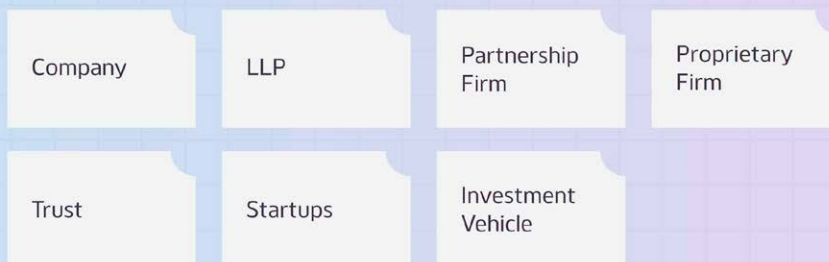 Company
LLP
Partnership
Firm
Proprietary
Firm
Trust
Startups
Investment
Vehicle